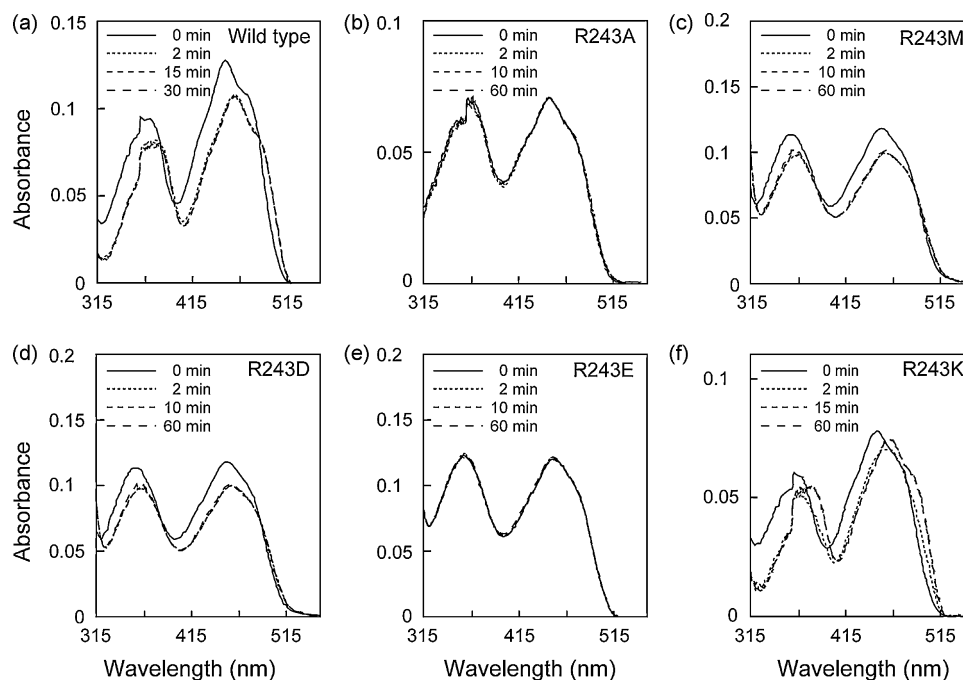 (a)
Wild type
0 min
2 min
15 min
30 min
0.15
0.1
0.05
0
315
415
515
Absorbance
(b)
R243A
0 min
2 min
10 min
60 min
0.1
0.05
0
315
415
515
(c)
R243M
0 min
2 min
10 min
60 min
0.2
0.15
0.1
0.05
0
315
415
515
(d)
R243D
0 min
2 min
10 min
60 min
0.2
0.15
0.1
0.05
0
315
415
515
Absorbance
Wavelength (nm)
(e)
R243E
0 min
2 min
10 min
60 min
0.2
0.15
0.1
0.05
0
315
415
515
Wavelength (nm)
(f)
R243K
0 min
2 min
15 min
60 min
0.1
0.05
0
315
415
515
Wavelength (nm)